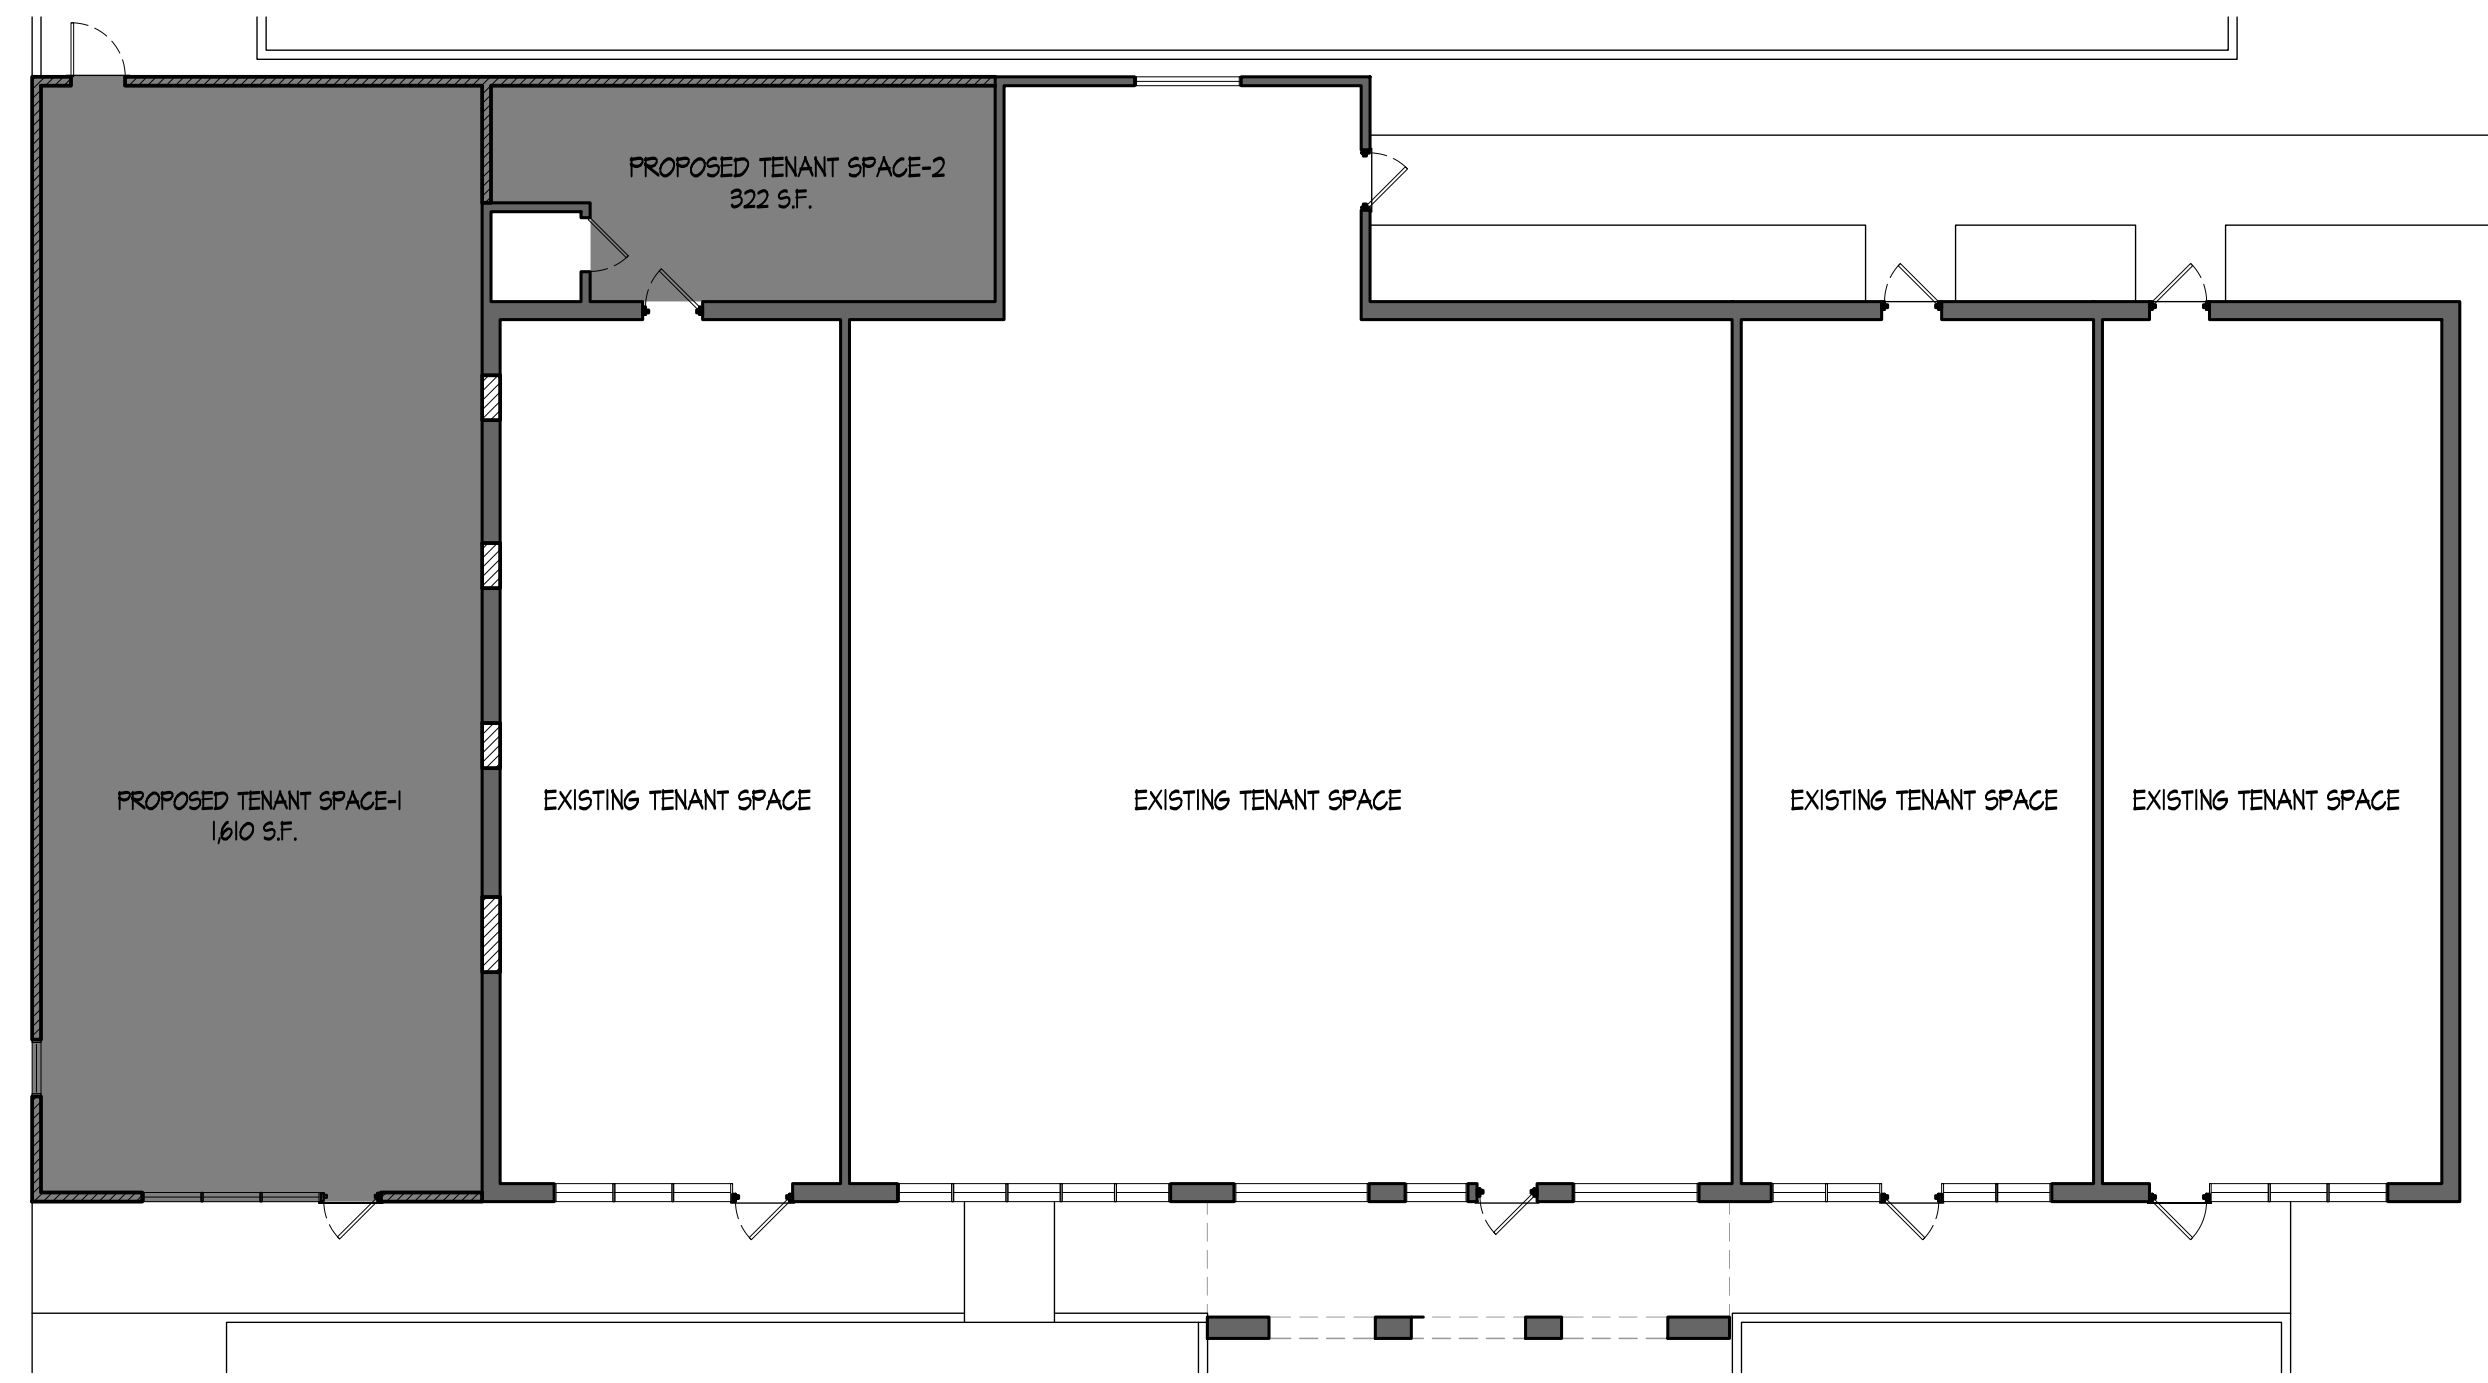 PROPOSED TENANT SPACE-2
322 S.F.
PROPOSED TENANT SPACE-1
1,610 S.F.
EXISTING TENANT SPACE
EXISTING TENANT SPACE
EXISTING TENANT SPACE
EXISTING TENANT SPACE